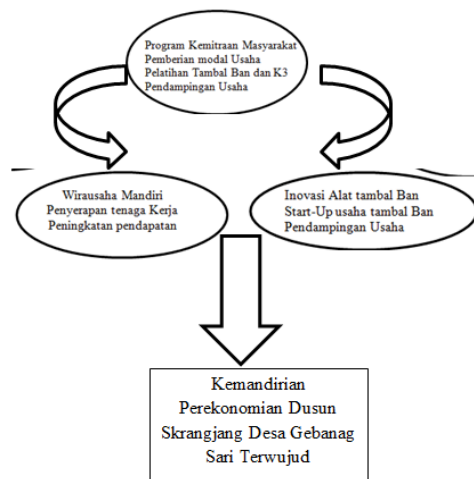 Program Kemitraan Masyarakat
Pemberian modal Usaha
Pelatihan Tambal Ban dan K3
Pendampingan Usaha
Wirausaha Mandiri
Penyerapan tenaga Kerja
Peningkatan pendapatan
Inovasi Alat tambal Ban
Start-Up usaha tambal Ban
Pendampingan Usaha
Kemandirian
Perekonomian Dusun
Skrangjang Desa Gebanag
Sari Terwujud